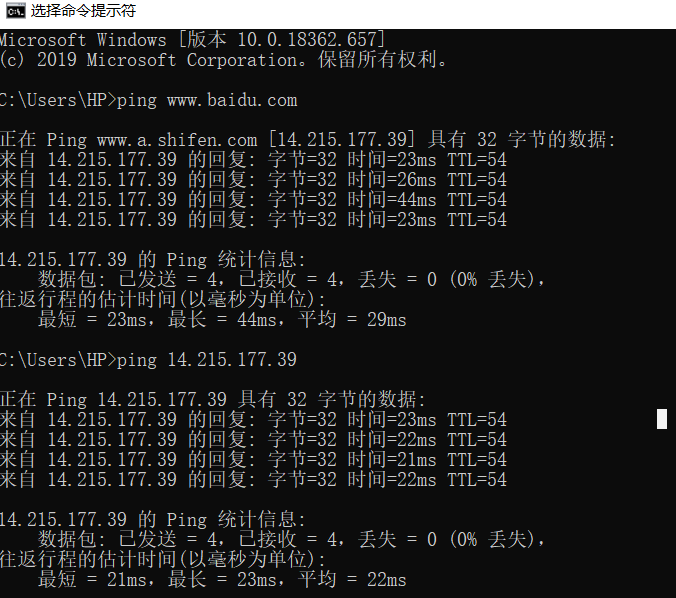 选择命令提示符
Microsoft Windows [版本 10.0.18362.657]
(c) 2019 Microsoft Corporation。保留所有权利。
C:\Users\HP>ping www.baidu.com
正在 Ping www.a.shifen.com [14.215.177.39] 具有 32 字节的数据:
来自 14.215.177.39 的回复: 字节=32 时间=23ms TTL=54
来自 14.215.177.39 的回复: 字节=32 时间=26ms TTL=54
来自 14.215.177.39 的回复: 字节=32 时间=44ms TTL=54
来自 14.215.177.39 的回复: 字节=32 时间=23ms TTL=54
14.215.177.39 的 Ping 统计信息:
数据包: 已发送 = 4，已接收 = 4，丢失 = 0 (0% 丢失)，
往返行程的估计时间(以毫秒为单位):
最短 = 23ms，最长 = 44ms，平均 = 29ms
C:\Users\HP>ping 14.215.177.39
正在 Ping 14.215.177.39 具有 32 字节的数据:
来自 14.215.177.39 的回复: 字节=32 时间=23ms TTL=54
来自 14.215.177.39 的回复: 字节=32 时间=22ms TTL=54
来自 14.215.177.39 的回复: 字节=32 时间=21ms TTL=54
来自 14.215.177.39 的回复: 字节=32 时间=22ms TTL=54
14.215.177.39 的 Ping 统计信息:
数据包: 已发送 = 4，已接收 = 4，丢失 = 0 (0% 丢失)，
往返行程的估计时间(以毫秒为单位):
最短 = 21ms，最长 = 23ms，平均 = 22ms